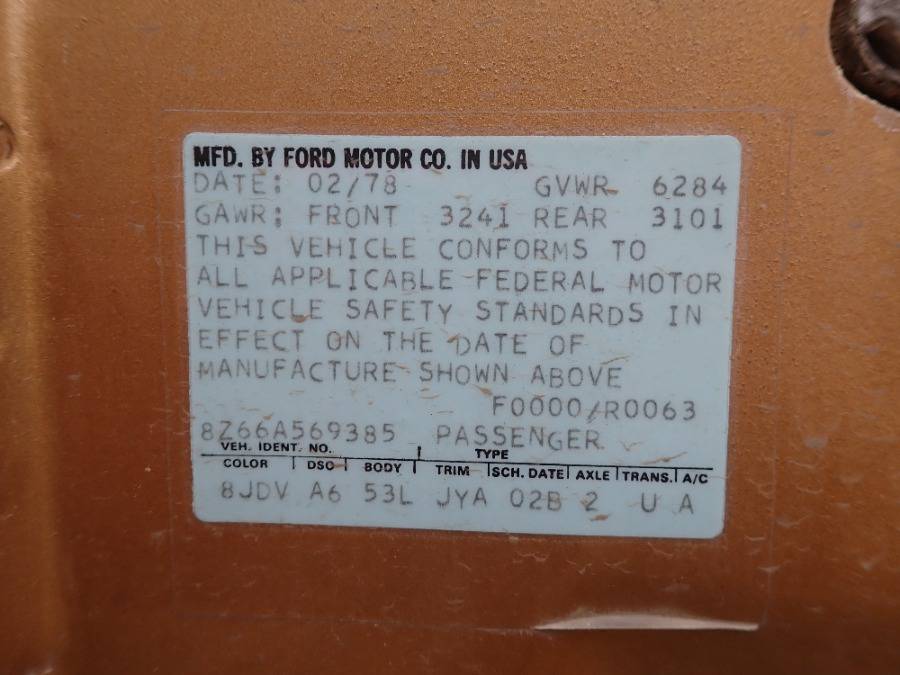 MFD. BY FORD MOTOR CO. IN USA
DATE: 02/78 GVWR 6284
GAWR: FRONT 3241 REAR 3101
THIS VEHICLE CONFORMS TO
ALL APPLICABLE FEDERAL MOTOR
VEHICLE SAFETY STANDARDS IN
EFFECT ON THE DATE OF
MANUFACTURE SHOWN ABOVE
F0000/R0063
8Z66A569385 PASSENGER
VEH. IDENT. NO. TYPE
COLOR DSO BODY TRIM SCH. DATE AXLE TRANS. A/C
8JDV A6 53L JYA 02B 2 U A